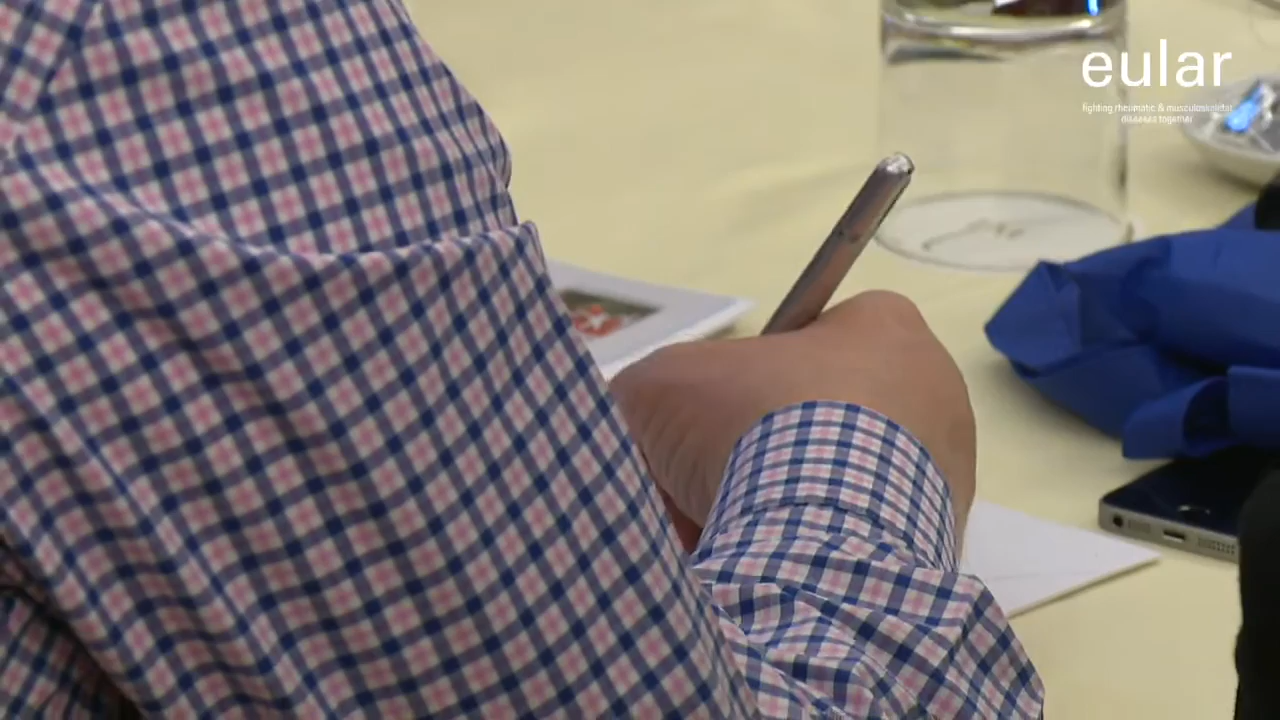 eular
fighting rheumatic & musculoskeletal
diseases together